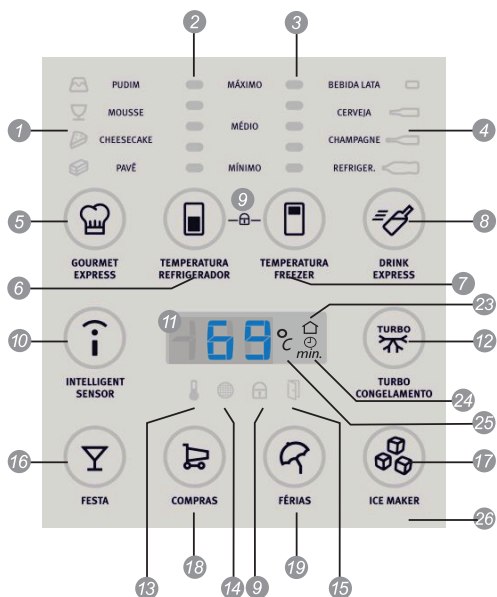 2 3
PUDIM MÁXIMO BEBIDA LATA
MOUSSE CERVEJA
1 MÉDIO 4
CHEESECAKE CHAMPAGNE
PAVÊ MÍNIMO REFRIGER.
9
5 8
GOURMET EXPRESS
TEMPERATURA REFRIGERADOR
TEMPERATURA FREEZER
DRINK EXPRESS
6 7
23
10 11 69 °C min. TURBO 12
INTELLIGENT SENSOR
TURBO CONGELAMENTO
24
25
16 17
FESTA COMPRAS FÉRIAS ICE MAKER
26
18 19
13 14 9 15